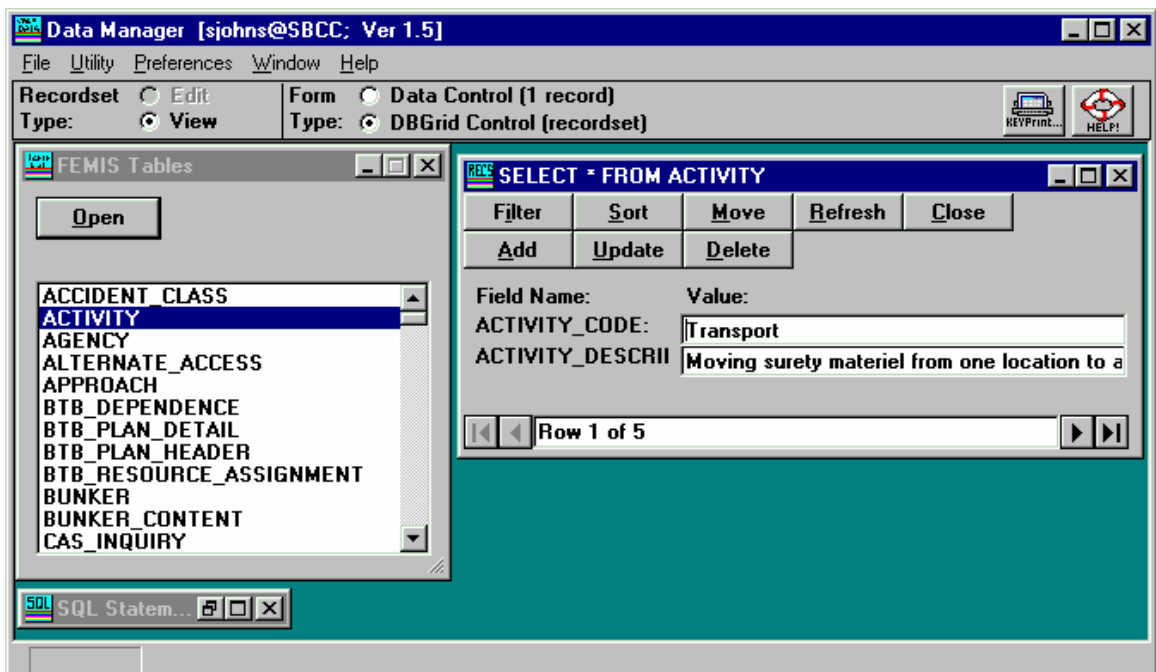 Data Manager [sjohns@SBCC; Ver 1.5]
File Utility Preferences Window Help
Recordset Edit
Type: View
Form Data Control (1 record)
Type: DBGrid Control (recordset)
KEYPrint...
HELP!
FEMIS Tables
Open
ACCIDENT_CLASS
ACTIVITY
AGENCY
ALTERNATE_ACCESS
APPROACH
BTB_DEPENDENCE
BTB_PLAN_DETAIL
BTB_PLAN_HEADER
BTB_RESOURCE_ASSIGNMENT
BUNKER
BUNKER_CONTENT
CAS_INQUIRY
SELECT * FROM ACTIVITY
Filter Sort Move Refresh Close
Add Update Delete
Field Name: Value:
ACTIVITY_CODE: Transport
ACTIVITY_DESCRII Moving surety materiel from one location to a
Row 1 of 5
SQL SQL Statem...